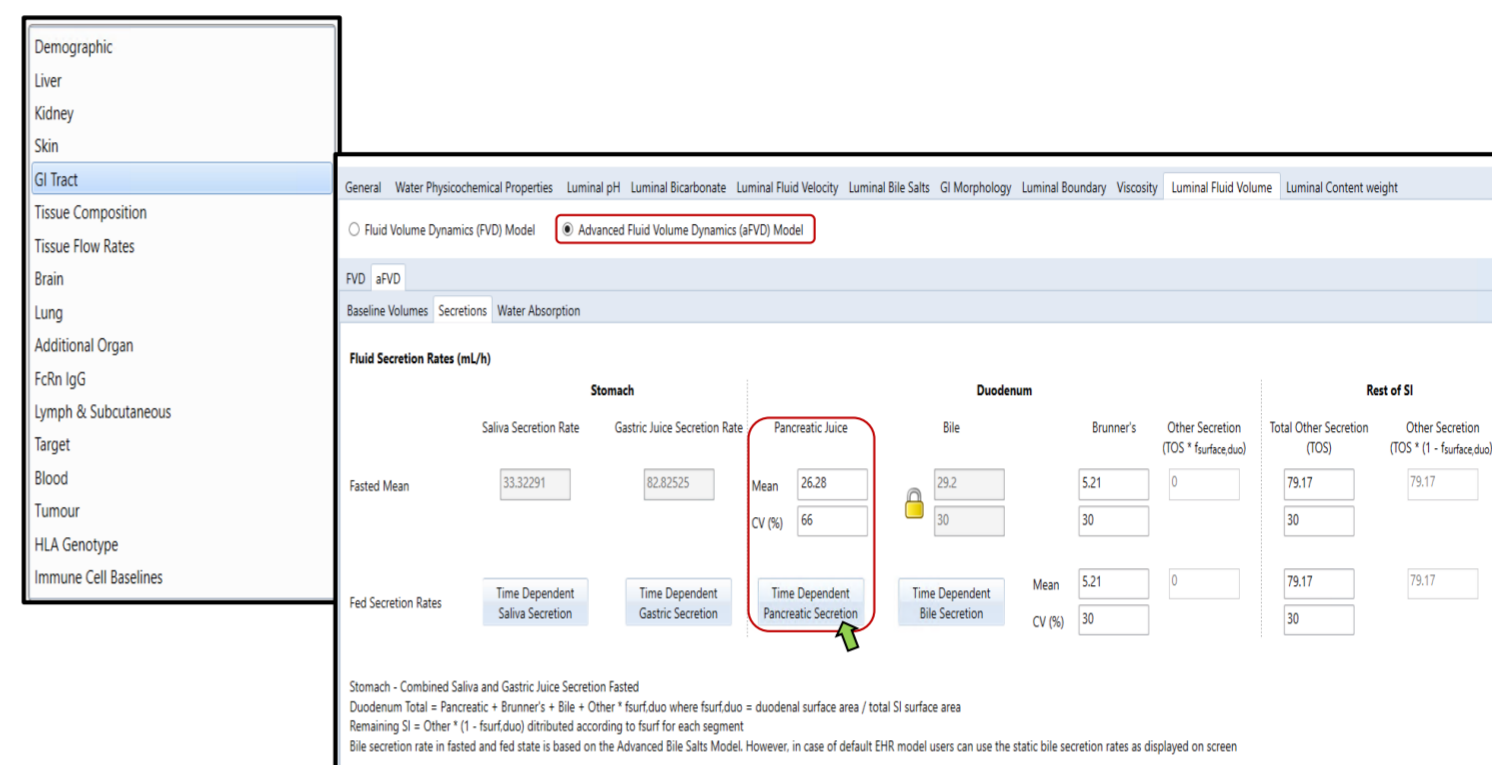 Demographic
Liver
Kidney
Skin
GI Tract
Tissue Composition
Tissue Flow Rates
Brain
Lung
Additional Organ
FcRn IgG
Lymph & Subcutaneous
Target
Blood
Tumour
HLA Genotype
Immune Cell Baselines
General Water Physicochemical Properties Luminal pH Luminal Bicarbonate Luminal Fluid Velocity Luminal Bile Salts GI Morphology Luminal Boundary Viscosity Luminal Fluid Volume Luminal Content weight
Fluid Volume Dynamics (FVD) Model Advanced Fluid Volume Dynamics (aFVD) Model
FVD aFVD
Baseline Volumes Secretions Water Absorption
Fluid Secretion Rates (mL/h)
Stomach Duodenum Rest of SI
Saliva Secretion Rate Gastric Juice Secretion Rate Pancreatic Juice Bile Brunner's Other Secretion Total Other Secretion Other Secretion
(TOS * fsurface,duo) (TOS) (TOS * (1 - fsurface,duo)
Fasted Mean 33.32291 82.82525 Mean 26.28 29.2 5.21 0 79.17 79.17
CV (%) 66 30 30 30
Fed Secretion Rates Time Dependent Saliva Secretion Time Dependent Gastric Secretion Time Dependent Pancreatic Secretion Time Dependent Bile Secretion Mean 5.21 0 79.17 79.17
CV (%) 30 30
Stomach - Combined Saliva and Gastric Juice Secretion Fasted
Duodenum Total = Pancreatic + Brunner's + Bile + Other * fsurf,duo where fsurf,duo = duodenal surface area / total SI surface area
Remaining SI = Other * (1 - fsurf,duo) ditributed according to fsurf for each segment
Bile secretion rate in fasted and fed state is based on the Advanced Bile Salts Model. However, in case of default EHR model users can use the static bile secretion rates as displayed on screen